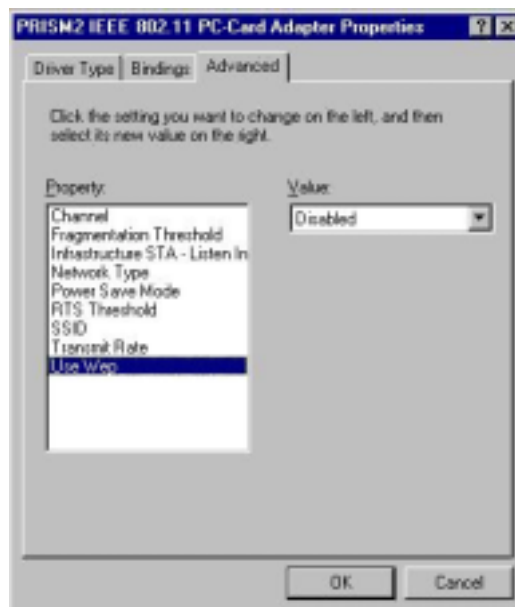 PRISM2 IEEE 802.11 PC-Card Adapter Properties
Driver Type Bindings Advanced
Click the setting you want to change on the left, and then
select its new value on the right.
Property:
Channel
Fragmentation Threshold
Infrastructure STA - Listen In
Network Type
Power Save Mode
RTS Threshold
SSID
Transmit Rate
Use Wep
Value:
Disabled
OK Cancel